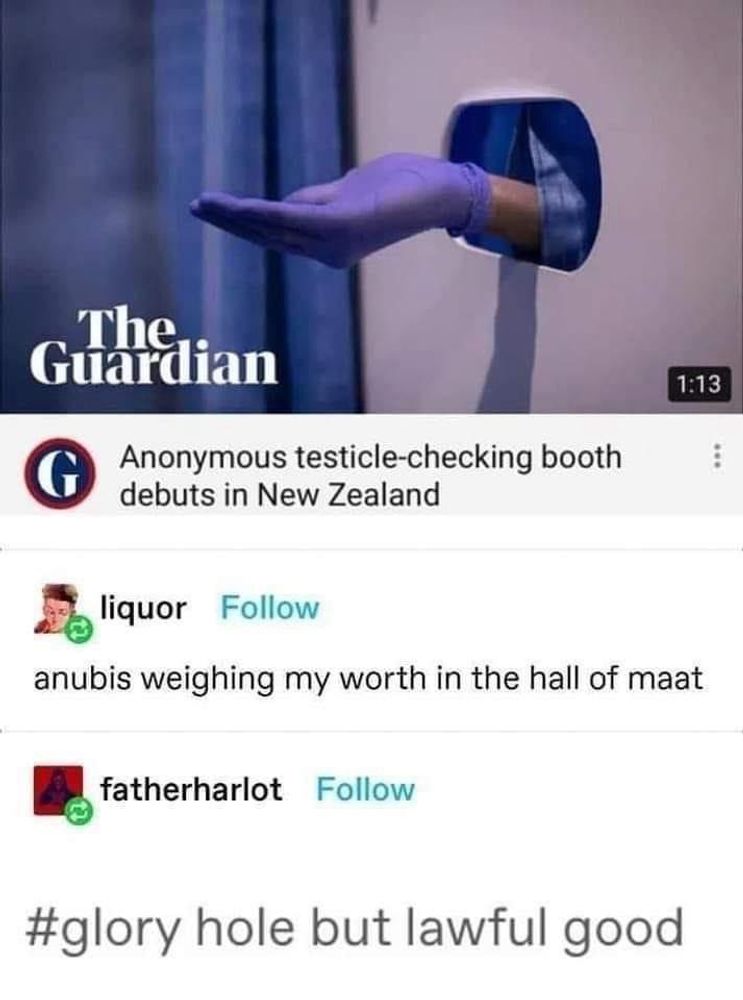 The
Guardian
1:13
G
Anonymous testicle-checking booth
debuts in New Zealand
liquor Follow
anubis weighing my worth in the hall of maat
fatherharlot Follow
#glory hole but lawful good